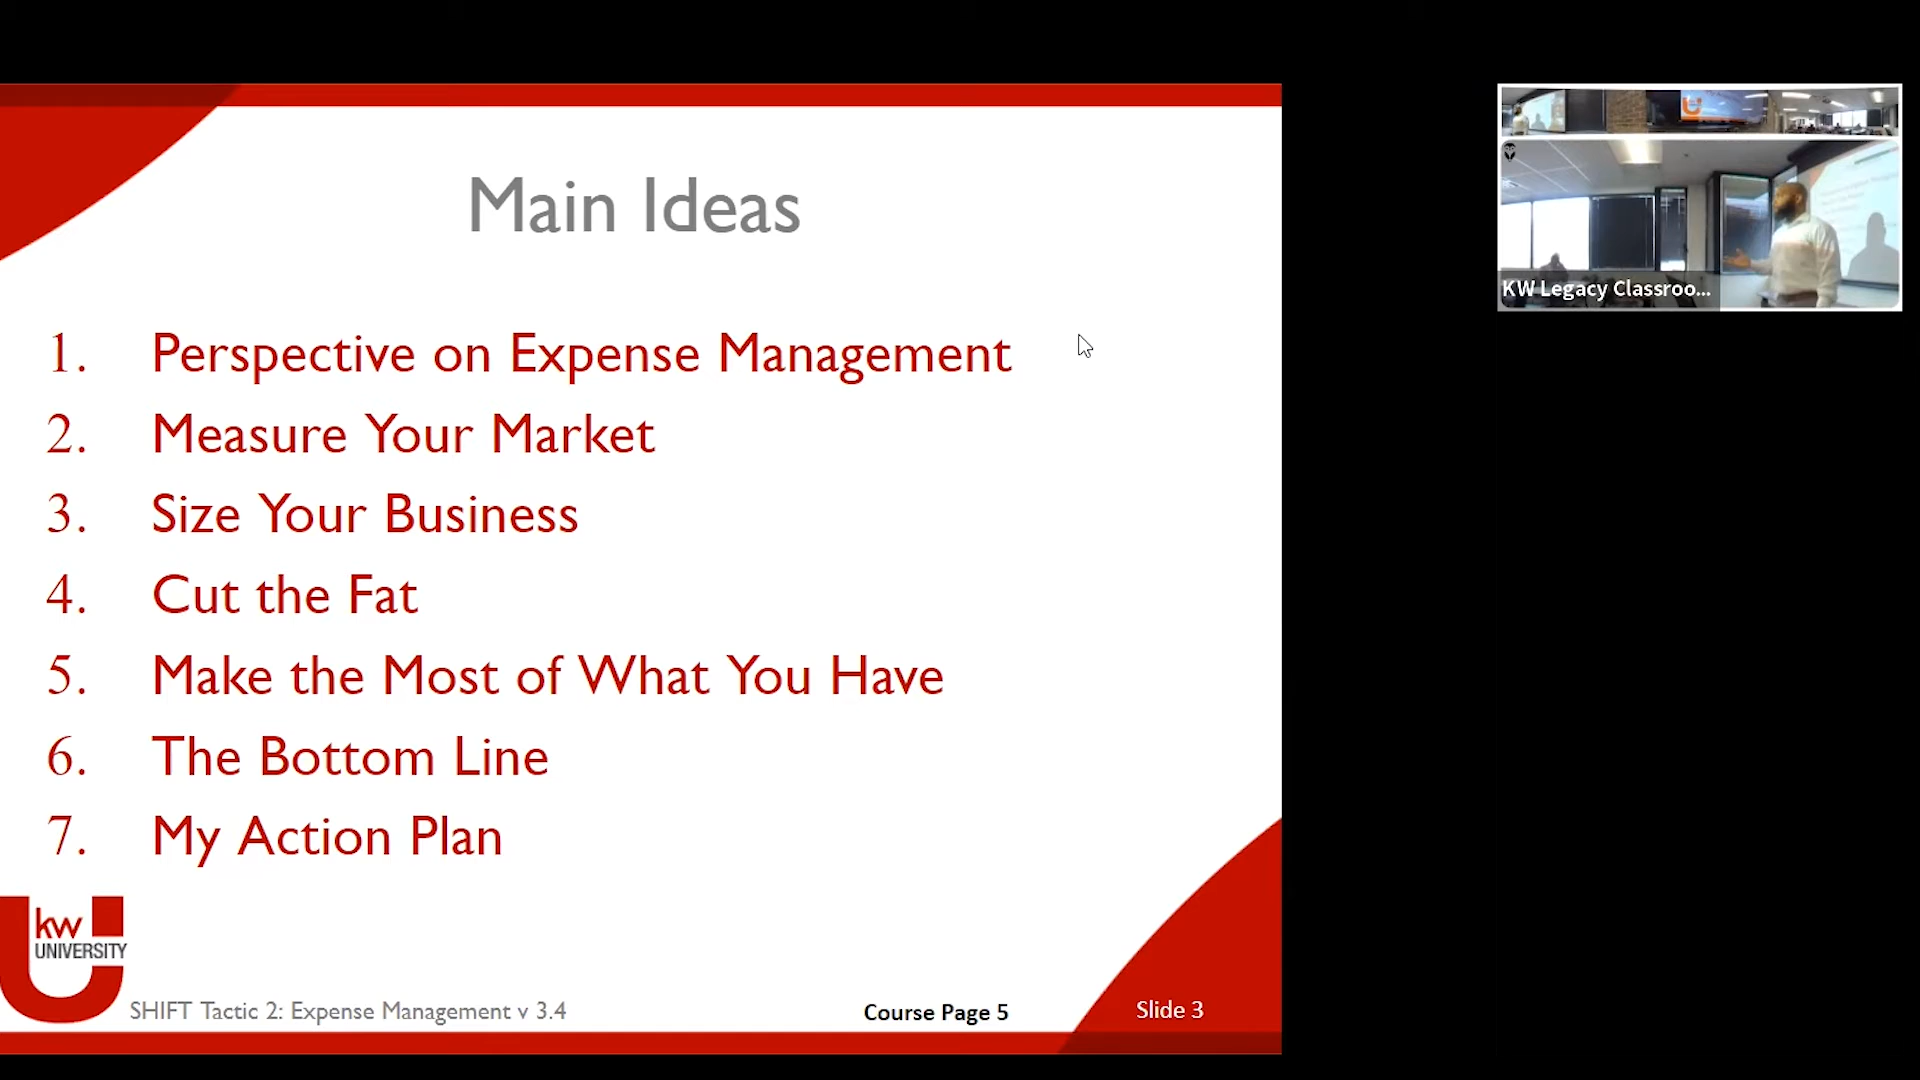 Main Ideas
1. Perspective on Expense Management
2. Measure Your Market
3. Size Your Business
4. Cut the Fat
5. Make the Most of What You Have
6. The Bottom Line
7. My Action Plan
kw
UNIVERSITY
SHIFT Tactic 2: Expense Management v 3.4
Course Page 5
Slide 3
KW Legacy Classroo...